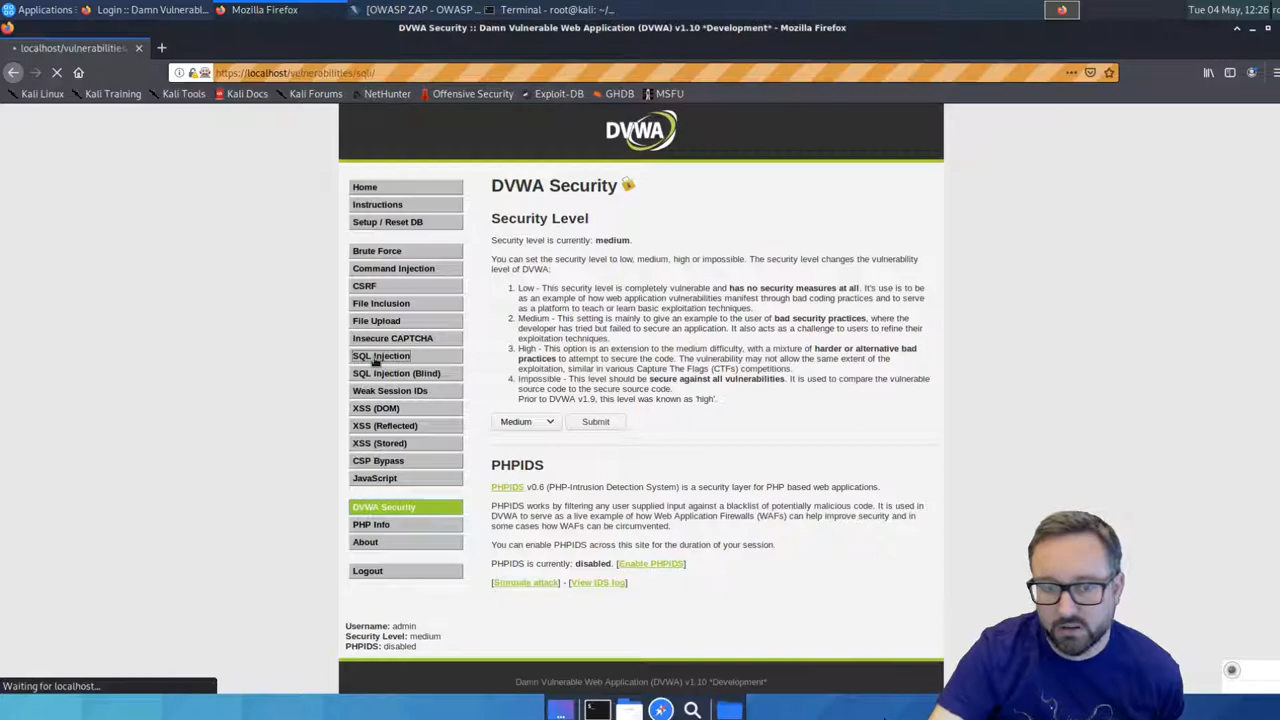 Applications
Login :: Damn Vulnerabl...
Mozilla Firefox
[OWASP ZAP - OWASP ...
Terminal - root@kali: ~/...
Tue 04 May, 12:26
DVWA Security :: Damn Vulnerable Web Application (DVWA) v1.10 *Development* - Mozilla Firefox
localhost/vulnerabilities
https://localhost/vulnerabilities/sqli/
Kali Linux
Kali Training
Kali Tools
Kali Docs
Kali Forums
NetHunter
Offensive Security
Exploit-DB
GHDB
MSFU
DVWA
Home
Instructions
Setup / Reset DB
Brute Force
Command Injection
CSRF
File Inclusion
File Upload
Insecure CAPTCHA
SQL Injection
SQL Injection (Blind)
Weak Session IDs
XSS (DOM)
XSS (Reflected)
XSS (Stored)
CSP Bypass
JavaScript
DVWA Security
PHP Info
About
Logout
Username: admin
Security Level: medium
PHPIDS: disabled
DVWA Security
Security Level
Security level is currently: medium.
You can set the security level to low, medium, high or impossible. The security level changes the vulnerability
level of DVWA:
1. Low - This security level is completely vulnerable and has no security measures at all. It's use is to be
as an example of how web application vulnerabilities manifest through bad coding practices and to serve
as a platform to teach or learn basic exploitation techniques.
2. Medium - This setting is mainly to give an example to the user of bad security practices, where the
developer has tried but failed to secure an application. It also acts as a challenge to users to refine their
exploitation techniques.
3. High - This option is an extension to the medium difficulty, with a mixture of harder or alternative bad
practices to attempt to secure the code. The vulnerability may not allow the same extent of the
exploitation, similar in various Capture The Flags (CTFs) competitions.
4. Impossible - This level should be secure against all vulnerabilities. It is used to compare the vulnerable
source code to the secure source code.
Prior to DVWA v1.9, this level was known as 'high'.
Medium
Submit
PHPIDS
PHPIDS v0.6 (PHP-Intrusion Detection System) is a security layer for PHP based web applications.
PHPIDS works by filtering any user supplied input against a blacklist of potentially malicious code. It is used in
DVWA to serve as a live example of how Web Application Firewalls (WAFs) can help improve security and in
some cases how WAFs can be circumvented.
You can enable PHPIDS across this site for the duration of your session.
PHPIDS is currently: disabled. [Enable PHPIDS]
[Simulate attack] - [View IDS log]
Waiting for localhost...
Damn Vulnerable Web Application (DVWA) v1.10 *Development*